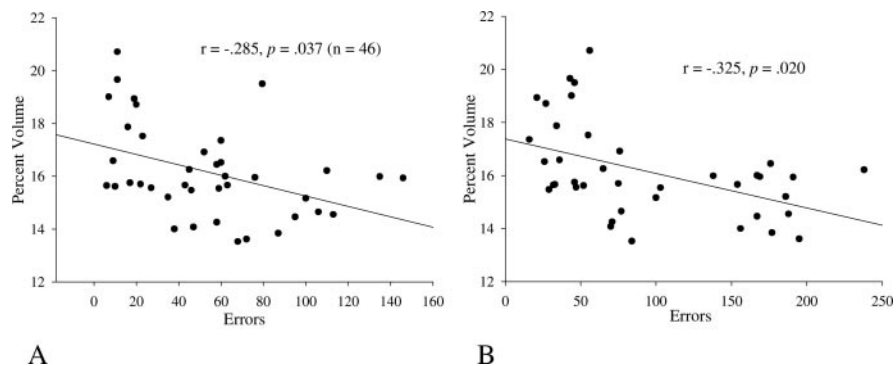 22
20
18
16
14
12
Percent Volume
r = -.285, p = .037 (n = 46)
0 20 40 60 80 100 120 140 160
Errors
A
22
20
18
16
14
12
Percent Volume
r = -.325, p = .020
0 50 100 150 200 250
Errors
B